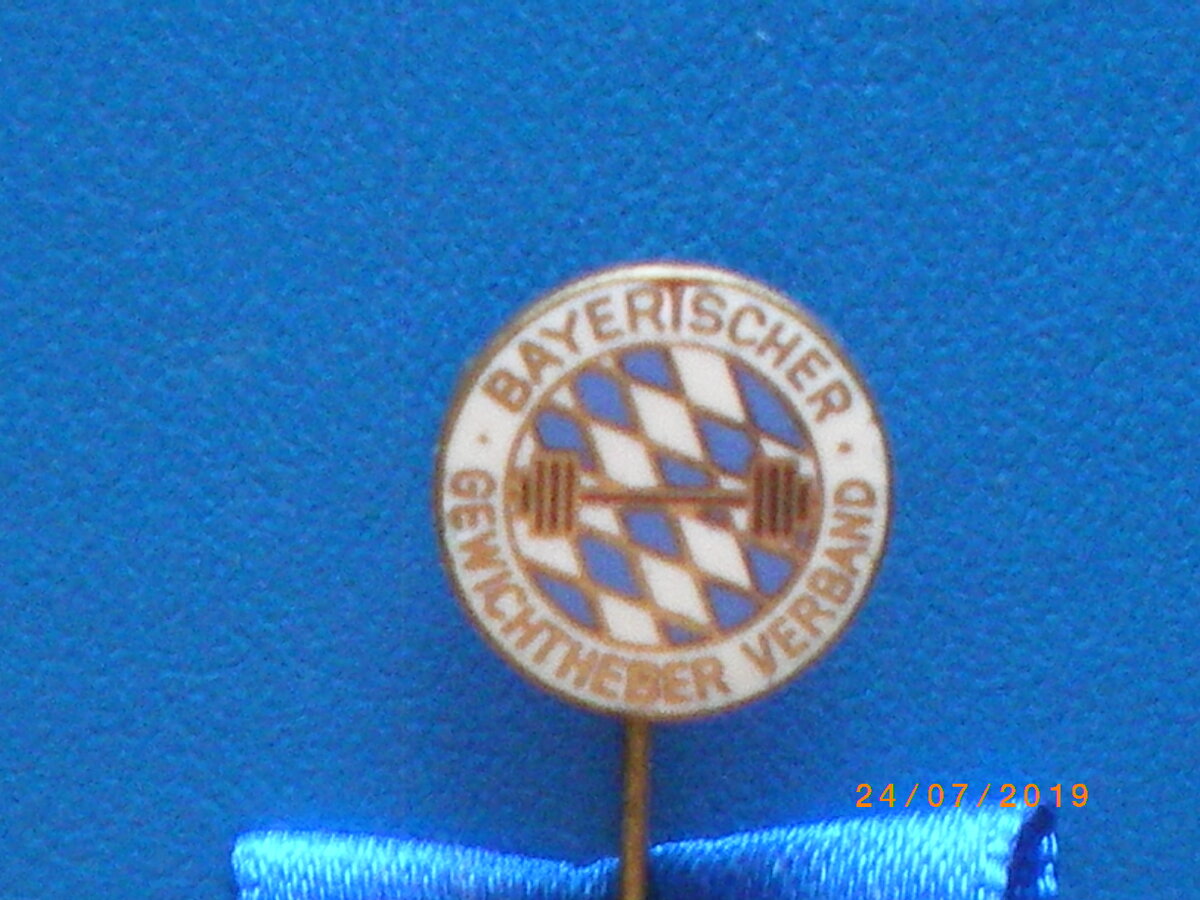 BAYERISCHER
GEWICHTHEBER VERBAND
24/07/2019